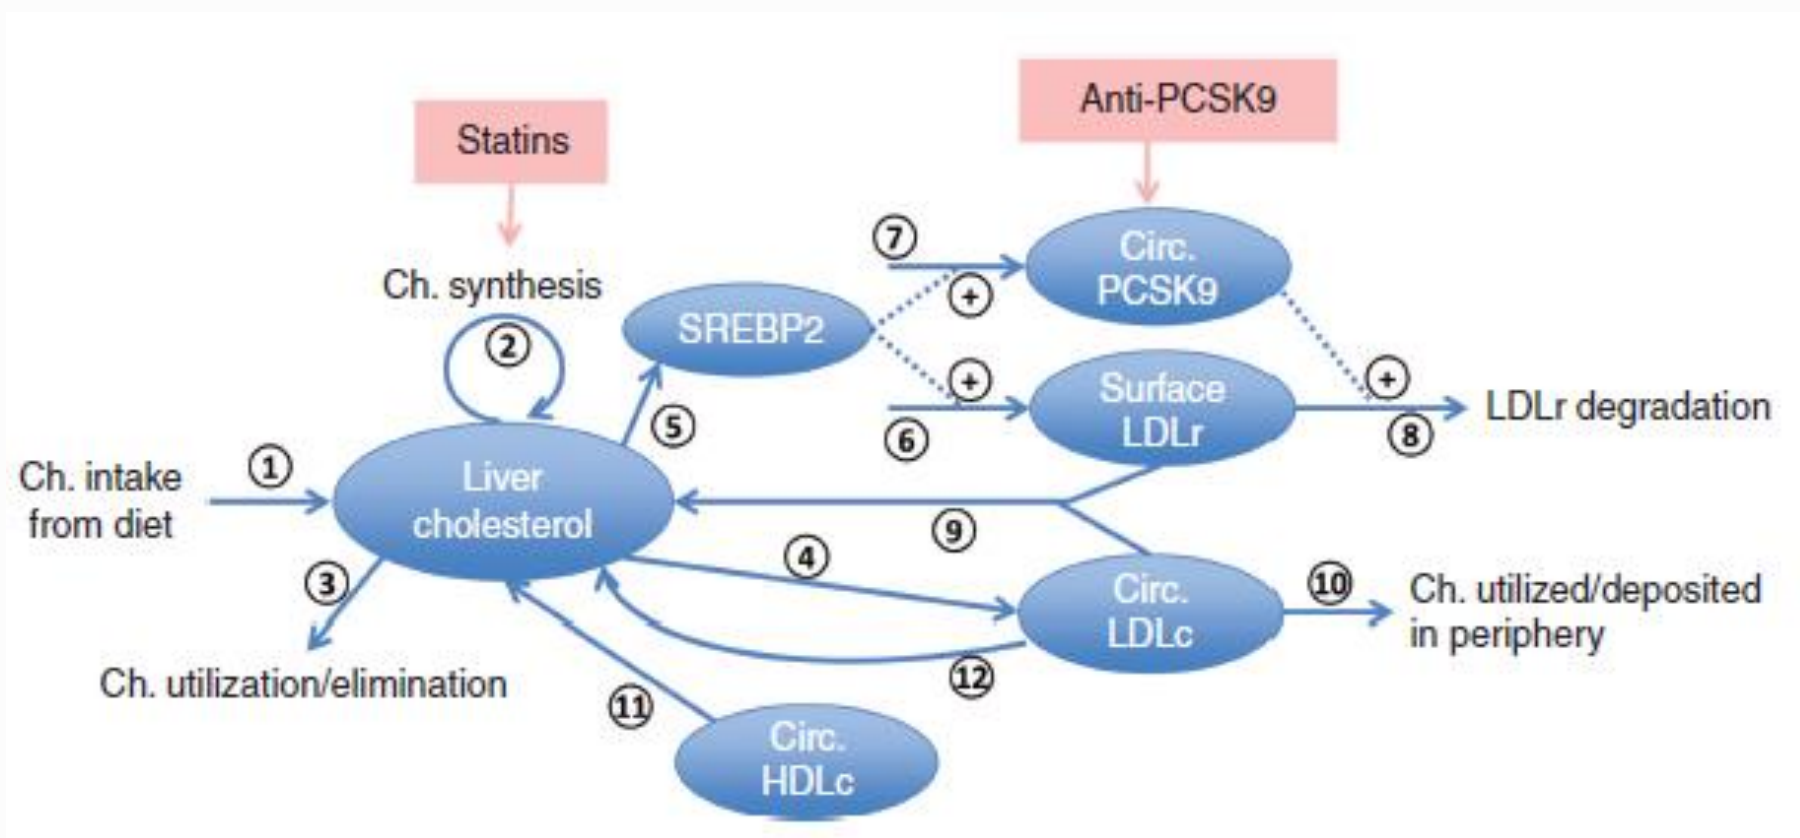 Anti-PCSK9
Statins
7
Circ.
PCSK9
+
Ch. synthesis
2
SREBP2
+
+
Surface
LDLr
LDLr degradation
5
6
8
1
Ch. intake
from diet
Liver
cholesterol
9
4
3
Circ.
LDLc
10
Ch. utilized/deposited
in periphery
Ch. utilization/elimination
12
11
Circ.
HDLc